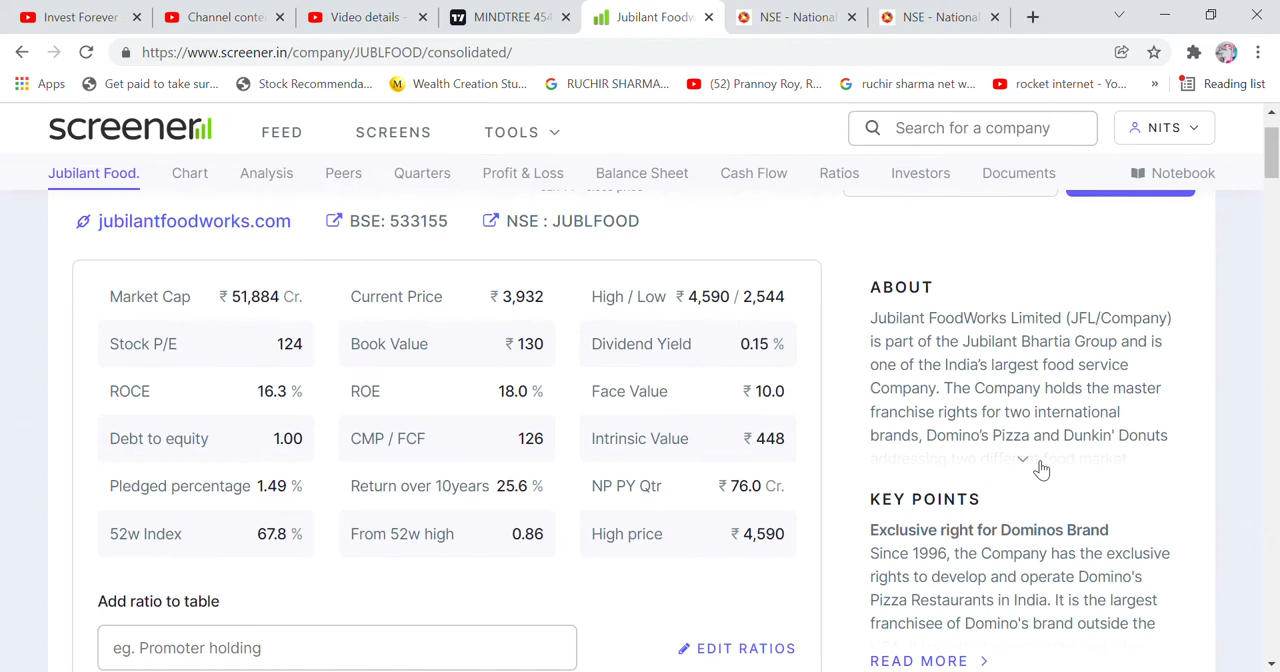 Invest Forever
Channel conte
Video details -
MINDTREE 454
Jubilant Foodw
NSE - National
NSE - National
https://www.screener.in/company/JUBLFOOD/consolidated/
Apps
Get paid to take sur...
Stock Recommenda...
Wealth Creation Stu...
RUCHIR SHARMA...
(52) Prannoy Roy, R...
ruchir sharma net w...
rocket internet - Yo...
»
Reading list
screener
FEED
SCREENS
TOOLS
Search for a company
NITS
Jubilant Food.
Chart
Analysis
Peers
Quarters
Profit & Loss
Balance Sheet
Cash Flow
Ratios
Investors
Documents
Notebook
jubilantfoodworks.com
BSE: 533155
NSE : JUBLFOOD
Market Cap ₹ 51,884 Cr.
Current Price ₹ 3,932
High / Low ₹ 4,590 / 2,544
Stock P/E 124
Book Value ₹ 130
Dividend Yield 0.15 %
ROCE 16.3 %
ROE 18.0 %
Face Value ₹ 10.0
Debt to equity 1.00
CMP / FCF 126
Intrinsic Value ₹ 448
Pledged percentage 1.49 %
Return over 10years 25.6 %
NP PY Qtr ₹ 76.0 Cr.
52w Index 67.8 %
From 52w high 0.86
High price ₹ 4,590
Add ratio to table
eg. Promoter holding
EDIT RATIOS
ABOUT
Jubilant FoodWorks Limited (JFL/Company)
is part of the Jubilant Bhartia Group and is
one of the India's largest food service
Company. The Company holds the master
franchise rights for two international
brands, Domino's Pizza and Dunkin' Donuts
addressing two different food market
KEY POINTS
Exclusive right for Dominos Brand
Since 1996, the Company has the exclusive
rights to develop and operate Domino's
Pizza Restaurants in India. It is the largest
franchisee of Domino's brand outside the
READ MORE